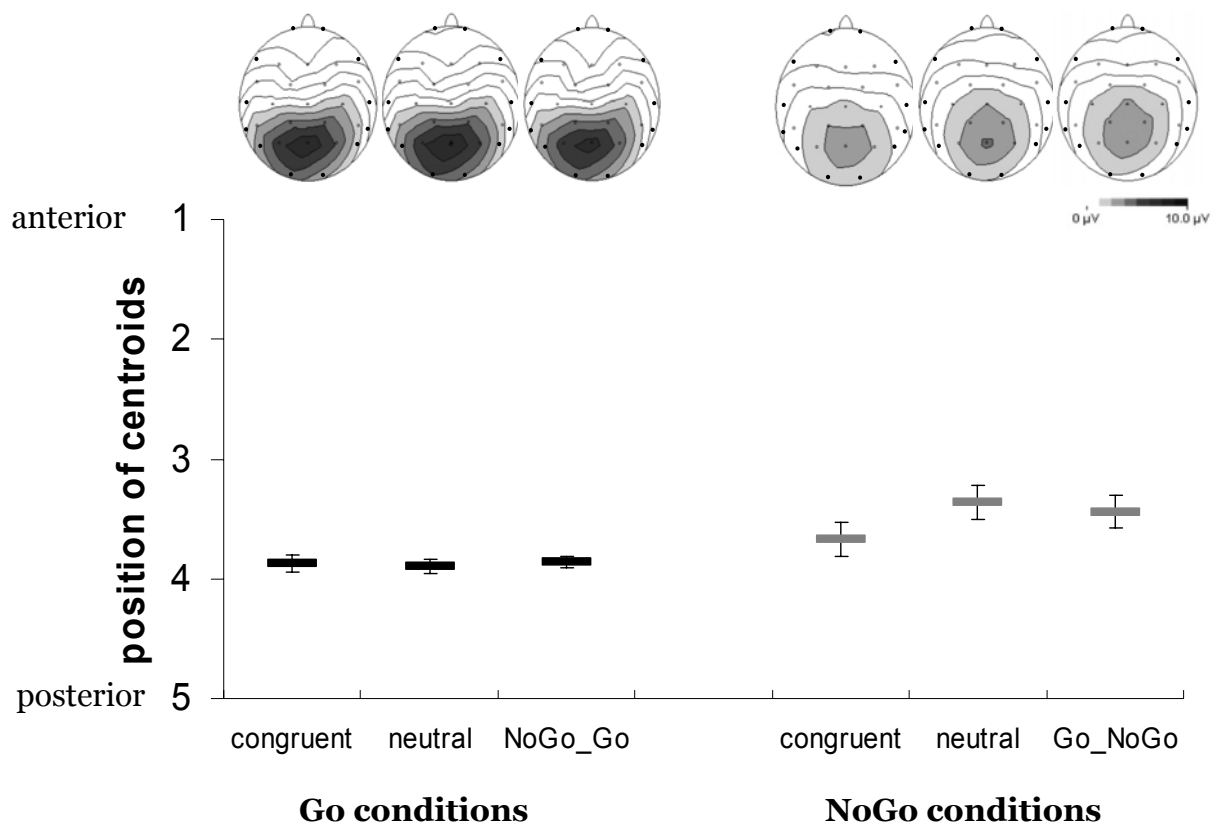 0 µV 10.0 µV
anterior 1
position of centroids
2
3
4
posterior 5
congruent neutral NoGo_Go congruent neutral Go_NoGo
Go conditions NoGo conditions